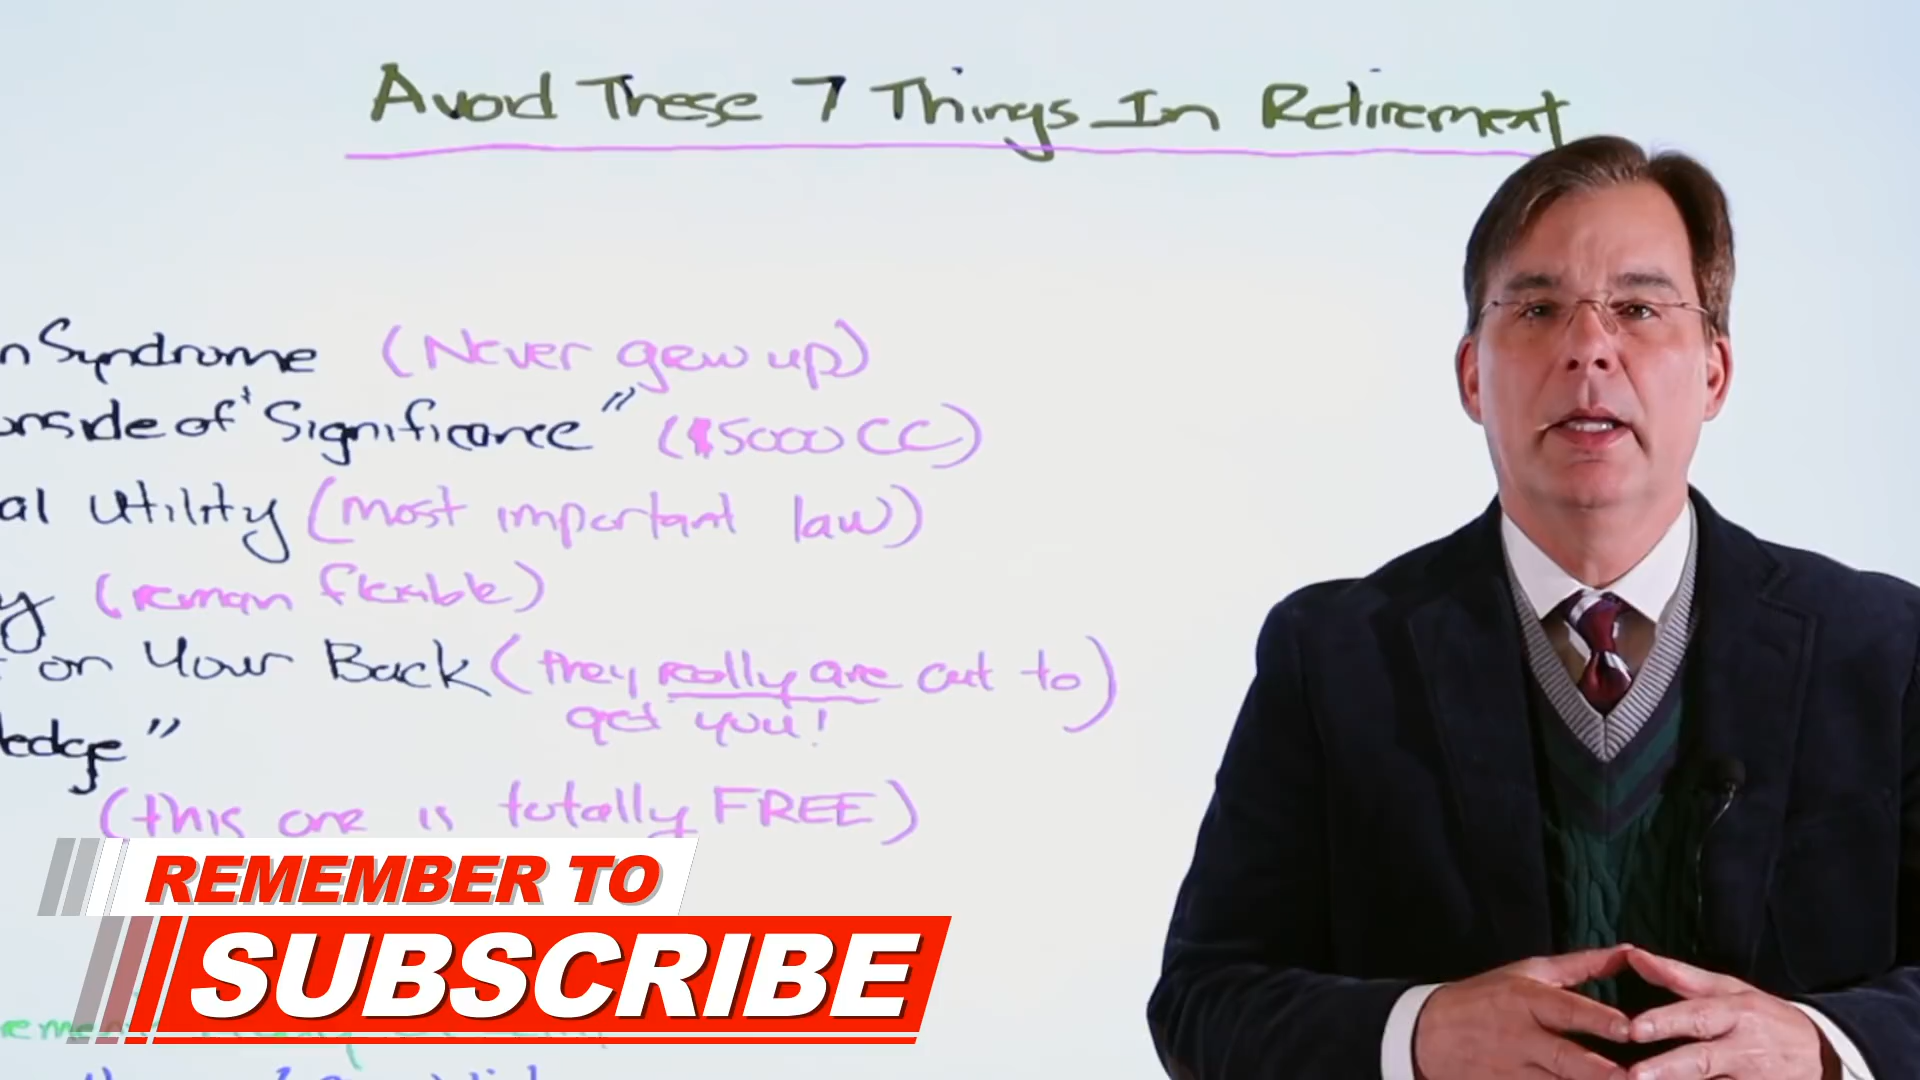 Avoid These 7 Things In Retirement
n Syndrome (Never grew up)
onside of "Significance" ($5000 CC)
al Utility (most important law)
y (remain flexible)
on Your Back (they really are out to
get you!
ledge"
(this one is totally FREE)
REMEMBER TO
SUBSCRIBE